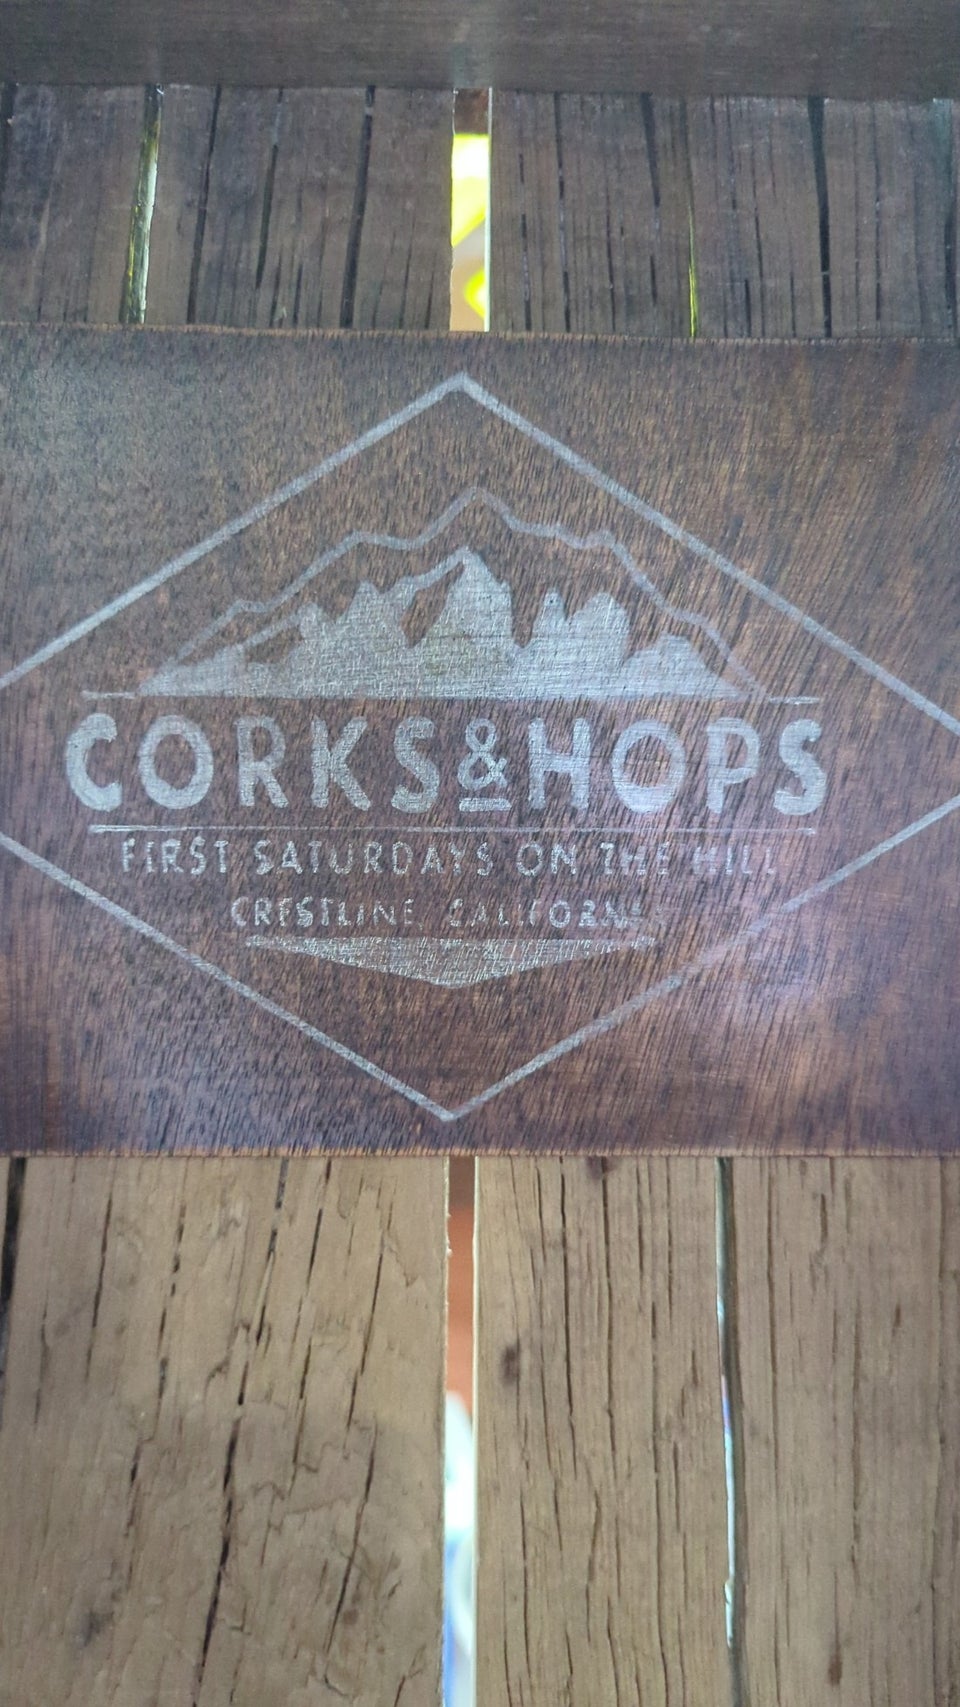 CORKS & HOPS
FIRST SATURDAYS ON THE HILL
CRESTLINE, CALIFORNIA